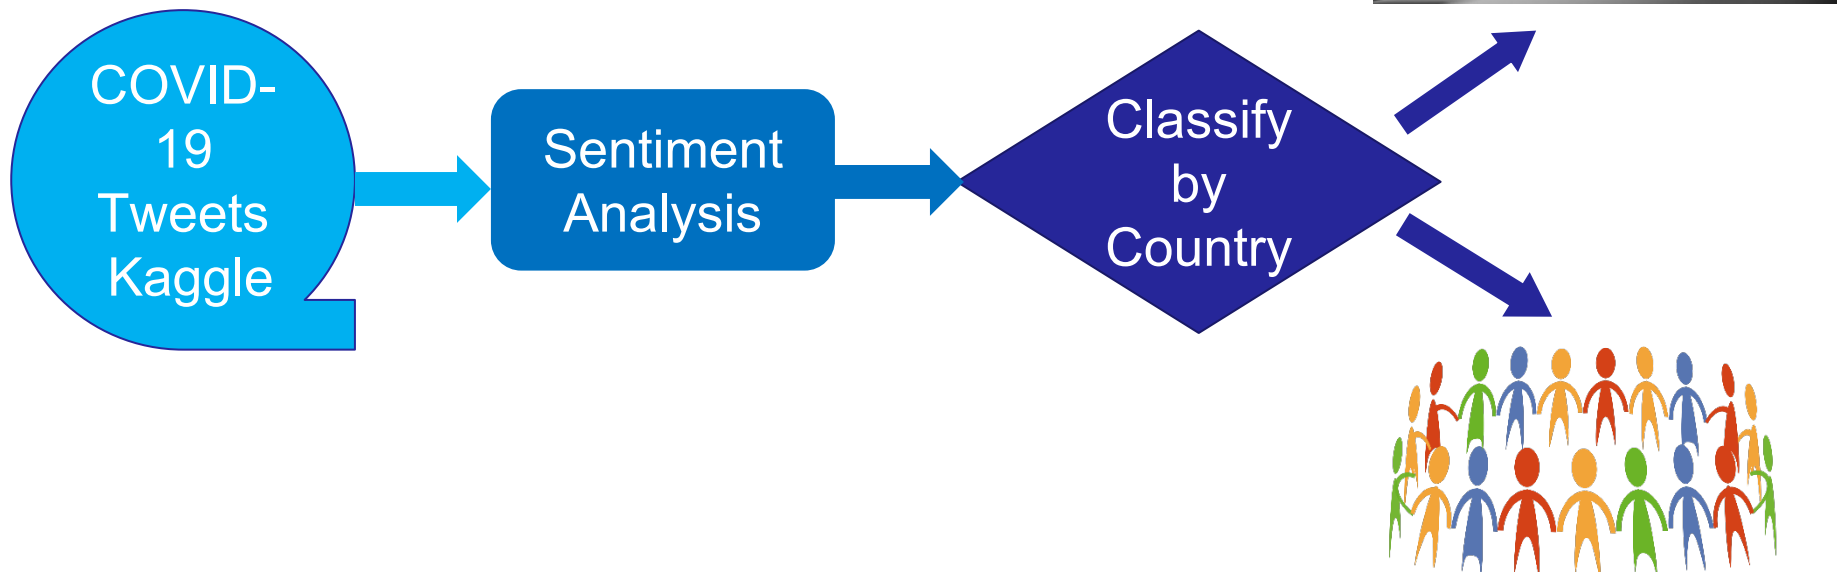 COVID-
19
Tweets
Kaggle
Sentiment
Analysis
Classify
by
Country